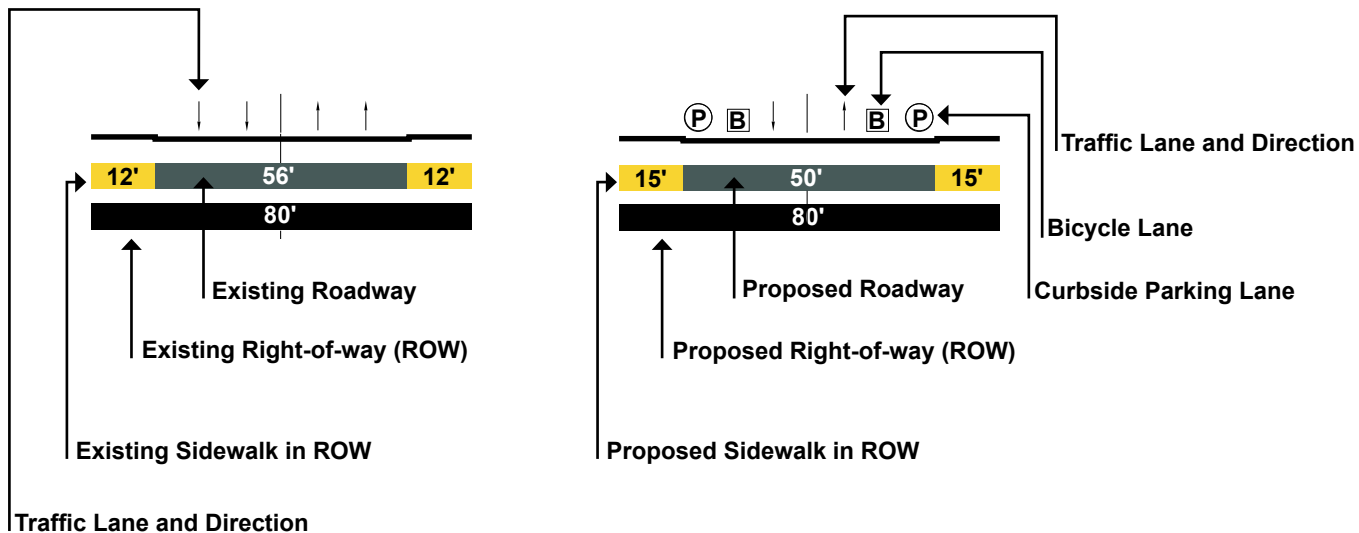 P B B P
Traffic Lane and Direction
12' 56' 12'
15' 50' 15'
80'
80'
Bicycle Lane
Existing Roadway
Proposed Roadway
Curbside Parking Lane
Existing Right-of-way (ROW)
Proposed Right-of-way (ROW)
Existing Sidewalk in ROW
Proposed Sidewalk in ROW
Traffic Lane and Direction